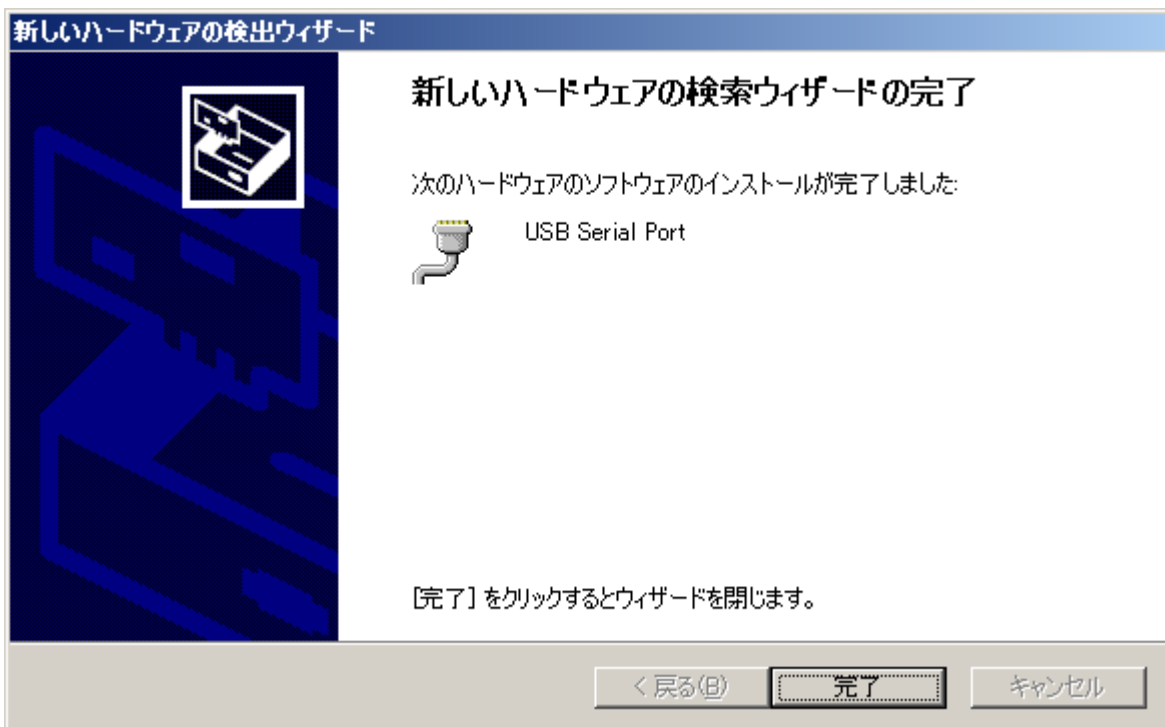 新しいハードウェアの検出ウィザード
新しいハードウェアの検索ウィザードの完了
次のハードウェアのソフトウェアのインストールが完了しました:
USB Serial Port
[完了] をクリックするとウィザードを閉じます。
< 戻る(B)
完了
キャンセル